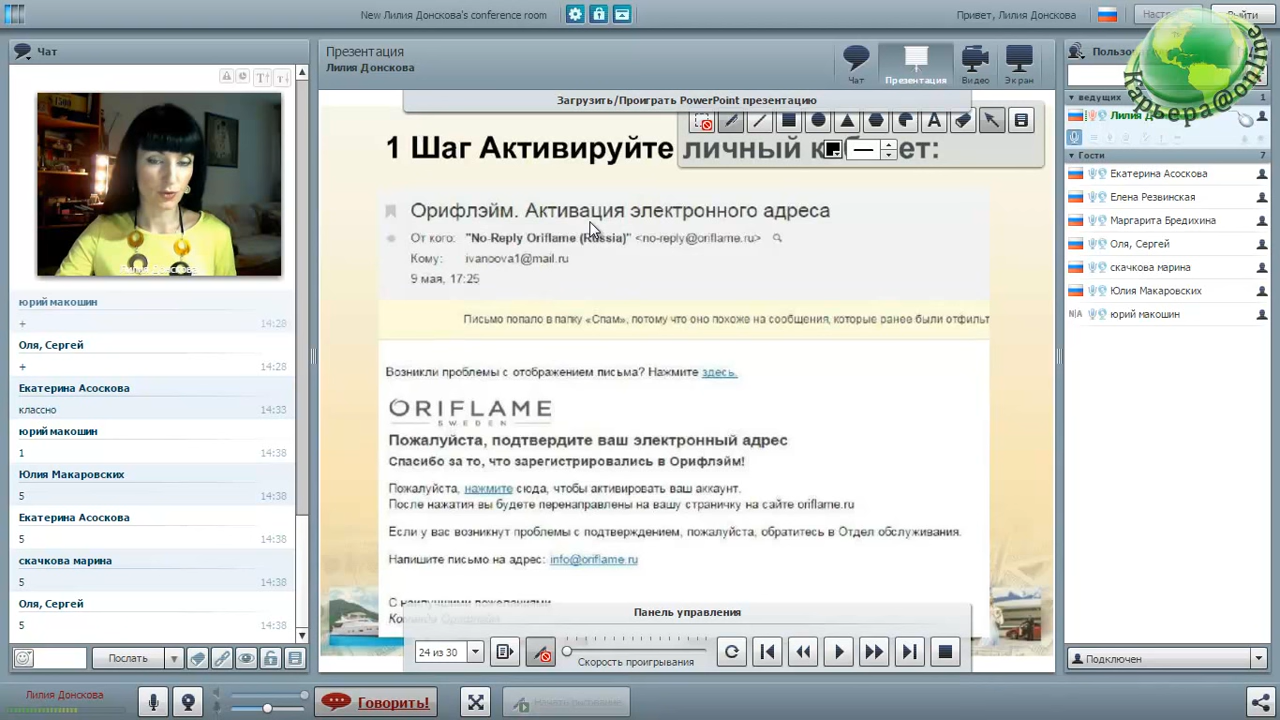 New Лилия Донскова's conference room
Привет, Лилия Донскова
Выйти
Чат
юрий макошин
+
14:28
Оля, Сергей
+
14:28
Екатерина Асоскова
классно
14:33
юрий макошин
1
14:38
Юлия Макаровских
5
14:38
Екатерина Асоскова
5
14:38
скачкова марина
5
14:38
Оля, Сергей
5
14:38
Послать
Презентация
Лилия Донскова
Чат
Презентация
Видео
Экран
Загрузить/Проиграть PowerPoint презентацию
1 Шаг Активируйте личный кабинет:
Орифлэйм. Активация электронного адреса
От кого: "No-Reply Oriflame (Russia)" <no-reply@oriflame.ru>
Кому: ivanoova1@mail.ru
9 мая, 17:25
Письмо попало в папку «Спам», потому что оно похоже на сообщения, которые ранее были отфильт
Возникли проблемы с отображением письма? Нажмите здесь.
ORIFLAME
SWEDEN
Пожалуйста, подтвердите ваш электронный адрес
Спасибо за то, что зарегистрировались в Орифлэйм!
Пожалуйста, нажмите сюда, чтобы активировать ваш аккаунт.
После нажатия вы будете перенаправлены на вашу страничку на сайте oriflame.ru
Если у вас возникнут проблемы с подтверждением, пожалуйста, обратитесь в Отдел обслуживания.
Напишите письмо на адрес: info@oriflame.ru
С наилучшими пожеланиями
Команда Орифлэйм
Панель управления
24 из 30
Скорость проигрывания
Карьера@online
ведущих 1
Гости 7
Екатерина Асоскова
Елена Резвинская
Маргарита Бредихина
Оля, Сергей
скачкова марина
Юлия Макаровских
N/A юрий макошин
Подключен
Лилия Донскова
Говорить!